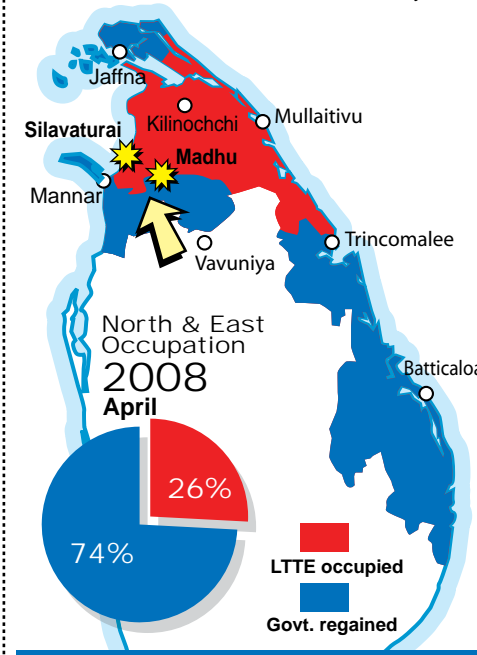 Jaffna
Kilinochchi
Mullaitivu
Silavaturai
Madhu
Mannar
Trincomalee
Vavuniya
North & East
Occupation
2008
April
Batticaloa
26%
74%
LTTE occupied
Govt. regained